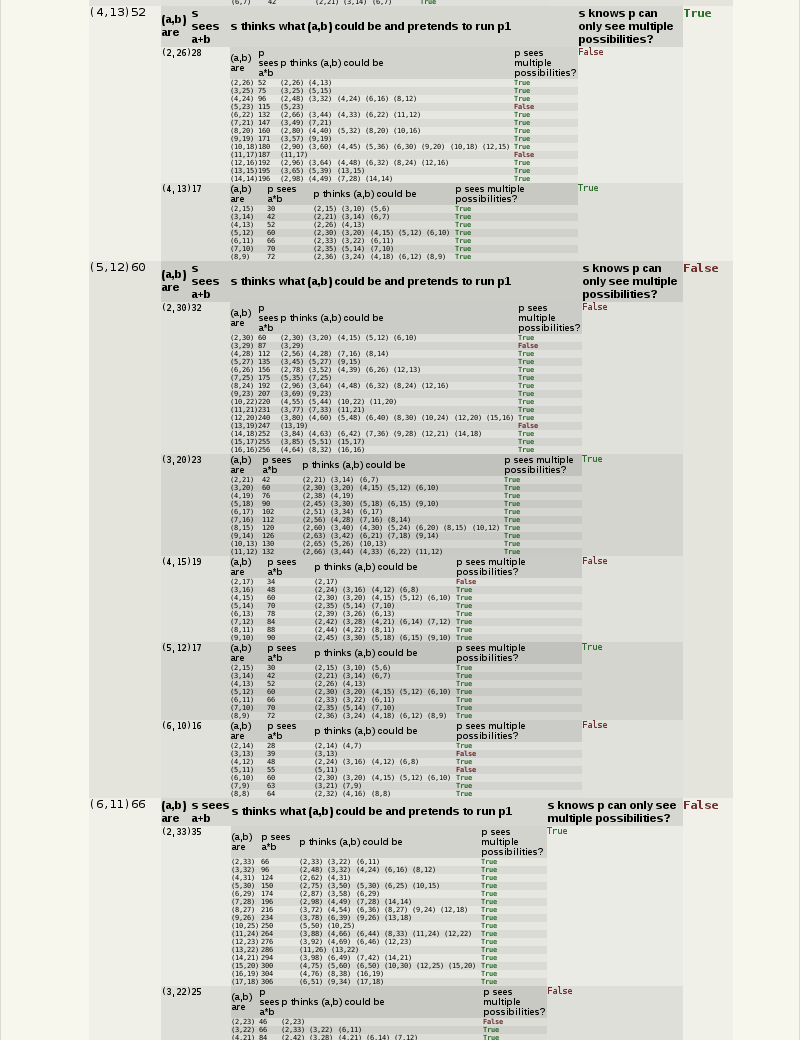 (6,7) 42 (2,21) (3,14) (6,7) True
(4,13)52 (a,b) are s sees a+b s thinks what (a,b) could be and pretends to run p1 s knows p can only see multiple possibilities? True
(2,26)28 (a,b) are p sees a*b p thinks (a,b) could be p sees multiple possibilities? False
(2,26) 52 (2,26) (4,13) True
(3,25) 75 (3,25) (5,15) True
(4,24) 96 (2,48) (3,32) (4,24) (6,16) (8,12) True
(5,23) 115 (5,23) False
(6,22) 132 (2,66) (3,44) (4,33) (6,22) (11,12) True
(7,21) 147 (3,49) (7,21) True
(8,20) 160 (2,80) (4,40) (5,32) (8,20) (10,16) True
(9,19) 171 (3,57) (9,19) True
(10,18)180 (2,90) (3,60) (4,45) (5,36) (6,30) (9,20) (10,18) (12,15) True
(11,17)187 (11,17) False
(12,16)192 (2,96) (3,64) (4,48) (6,32) (8,24) (12,16) True
(13,15)195 (3,65) (5,39) (13,15) True
(14,14)196 (2,98) (4,49) (7,28) (14,14) True
(4,13)17 (a,b) are p sees a*b p thinks (a,b) could be p sees multiple possibilities? True
(2,15) 30 (2,15) (3,10) (5,6) True
(3,14) 42 (2,21) (3,14) (6,7) True
(4,13) 52 (2,26) (4,13) True
(5,12) 60 (2,30) (3,20) (4,15) (5,12) (6,10) True
(6,11) 66 (2,33) (3,22) (6,11) True
(7,10) 70 (2,35) (5,14) (7,10) True
(8,9) 72 (2,36) (3,24) (4,18) (6,12) (8,9) True
(5,12)60 (a,b) are s sees a+b s thinks what (a,b) could be and pretends to run p1 s knows p can only see multiple possibilities? False
(2,30)32 (a,b) are p sees a*b p thinks (a,b) could be p sees multiple possibilities? False
(2,30) 60 (2,30) (3,20) (4,15) (5,12) (6,10) True
(3,29) 87 (3,29) False
(4,28) 112 (2,56) (4,28) (7,16) (8,14) True
(5,27) 135 (3,45) (5,27) (9,15) True
(6,26) 156 (2,78) (3,52) (4,39) (6,26) (12,13) True
(7,25) 175 (5,35) (7,25) True
(8,24) 192 (2,96) (3,64) (4,48) (6,32) (8,24) (12,16) True
(9,23) 207 (3,69) (9,23) True
(10,22)220 (4,55) (5,44) (10,22) (11,20) True
(11,21)231 (3,77) (7,33) (11,21) True
(12,20)240 (3,80) (4,60) (5,48) (6,40) (8,30) (10,24) (12,20) (15,16) True
(13,19)247 (13,19) False
(14,18)252 (3,84) (4,63) (6,42) (7,36) (9,28) (12,21) (14,18) True
(15,17)255 (3,85) (5,51) (15,17) True
(16,16)256 (4,64) (8,32) (16,16) True
(3,20)23 (a,b) are p sees a*b p thinks (a,b) could be p sees multiple possibilities? True
(2,21) 42 (2,21) (3,14) (6,7) True
(3,20) 60 (2,30) (3,20) (4,15) (5,12) (6,10) True
(4,19) 76 (2,38) (4,19) True
(5,18) 90 (2,45) (3,30) (5,18) (6,15) (9,10) True
(6,17) 102 (2,51) (3,34) (6,17) True
(7,16) 112 (2,56) (4,28) (7,16) (8,14) True
(8,15) 120 (2,60) (3,40) (4,30) (5,24) (6,20) (8,15) (10,12) True
(9,14) 126 (2,63) (3,42) (6,21) (7,18) (9,14) True
(10,13) 130 (2,65) (5,26) (10,13) True
(11,12) 132 (2,66) (3,44) (4,33) (6,22) (11,12) True
(4,15)19 (a,b) are p sees a*b p thinks (a,b) could be p sees multiple possibilities? False
(2,17) 34 (2,17) False
(3,16) 48 (2,24) (3,16) (4,12) (6,8) True
(4,15) 60 (2,30) (3,20) (4,15) (5,12) (6,10) True
(5,14) 70 (2,35) (5,14) (7,10) True
(6,13) 78 (2,39) (3,26) (6,13) True
(7,12) 84 (2,42) (3,28) (4,21) (6,14) (7,12) True
(8,11) 88 (2,44) (4,22) (8,11) True
(9,10) 90 (2,45) (3,30) (5,18) (6,15) (9,10) True
(5,12)17 (a,b) are p sees a*b p thinks (a,b) could be p sees multiple possibilities? True
(2,15) 30 (2,15) (3,10) (5,6) True
(3,14) 42 (2,21) (3,14) (6,7) True
(4,13) 52 (2,26) (4,13) True
(5,12) 60 (2,30) (3,20) (4,15) (5,12) (6,10) True
(6,11) 66 (2,33) (3,22) (6,11) True
(7,10) 70 (2,35) (5,14) (7,10) True
(8,9) 72 (2,36) (3,24) (4,18) (6,12) (8,9) True
(6,10)16 (a,b) are p sees a*b p thinks (a,b) could be p sees multiple possibilities? False
(2,14) 28 (2,14) (4,7) True
(3,13) 39 (3,13) False
(4,12) 48 (2,24) (3,16) (4,12) (6,8) True
(5,11) 55 (5,11) False
(6,10) 60 (2,30) (3,20) (4,15) (5,12) (6,10) True
(7,9) 63 (3,21) (7,9) True
(8,8) 64 (2,32) (4,16) (8,8) True
(6,11)66 (a,b) are s sees a+b s thinks what (a,b) could be and pretends to run p1 s knows p can only see multiple possibilities? False
(2,33)35 (a,b) are p sees a*b p thinks (a,b) could be p sees multiple possibilities? True
(2,33) 66 (2,33) (3,22) (6,11) True
(3,32) 96 (2,48) (3,32) (4,24) (6,16) (8,12) True
(4,31) 124 (2,62) (4,31) True
(5,30) 150 (2,75) (3,50) (5,30) (6,25) (10,15) True
(6,29) 174 (2,87) (3,58) (6,29) True
(7,28) 196 (2,98) (4,49) (7,28) (14,14) True
(8,27) 216 (3,72) (4,54) (6,36) (8,27) (9,24) (12,18) True
(9,26) 234 (3,78) (6,39) (9,26) (13,18) True
(10,25) 250 (5,50) (10,25) True
(11,24) 264 (3,88) (4,66) (6,44) (8,33) (11,24) (12,22) True
(12,23) 276 (3,92) (4,69) (6,46) (12,23) True
(13,22) 286 (11,26) (13,22) True
(14,21) 294 (3,98) (6,49) (7,42) (14,21) True
(15,20) 300 (4,75) (5,60) (6,50) (10,30) (12,25) (15,20) True
(16,19) 304 (4,76) (8,38) (16,19) True
(17,18) 306 (6,51) (9,34) (17,18) True
(3,22)25 (a,b) are p sees a*b p thinks (a,b) could be p sees multiple possibilities? False
(2,23) 46 (2,23) False
(3,22) 66 (2,33) (3,22) (6,11) True
(4,21) 84 (2,42) (3,28) (4,21) (6,14) (7,12) True